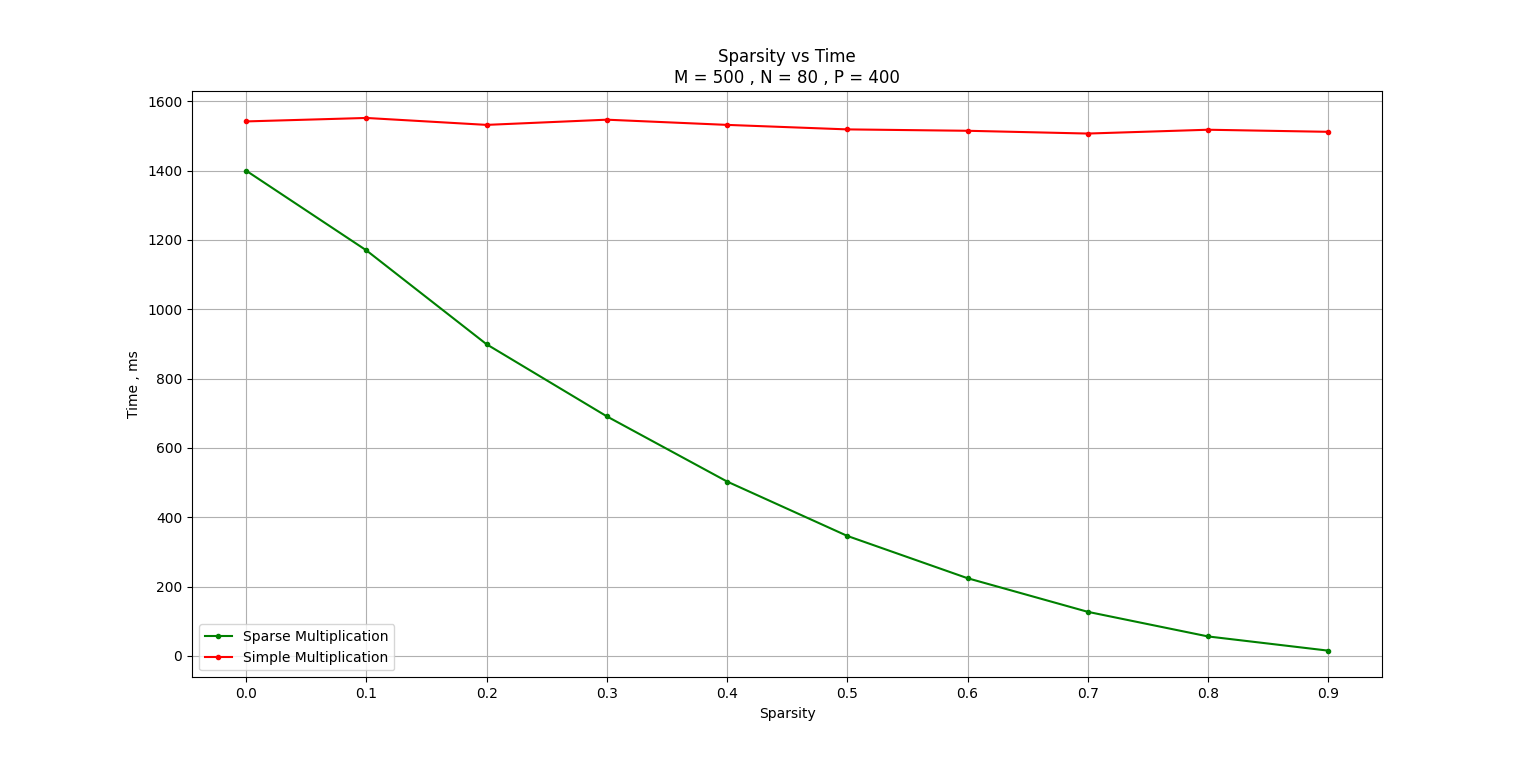 Sparsity vs Time
M = 500 , N = 80 , P = 400
1600
1400
1200
1000
800
600
400
200
0
Time , ms
Sparse Multiplication
Simple Multiplication
0.0 0.1 0.2 0.3 0.4 0.5 0.6 0.7 0.8 0.9
Sparsity